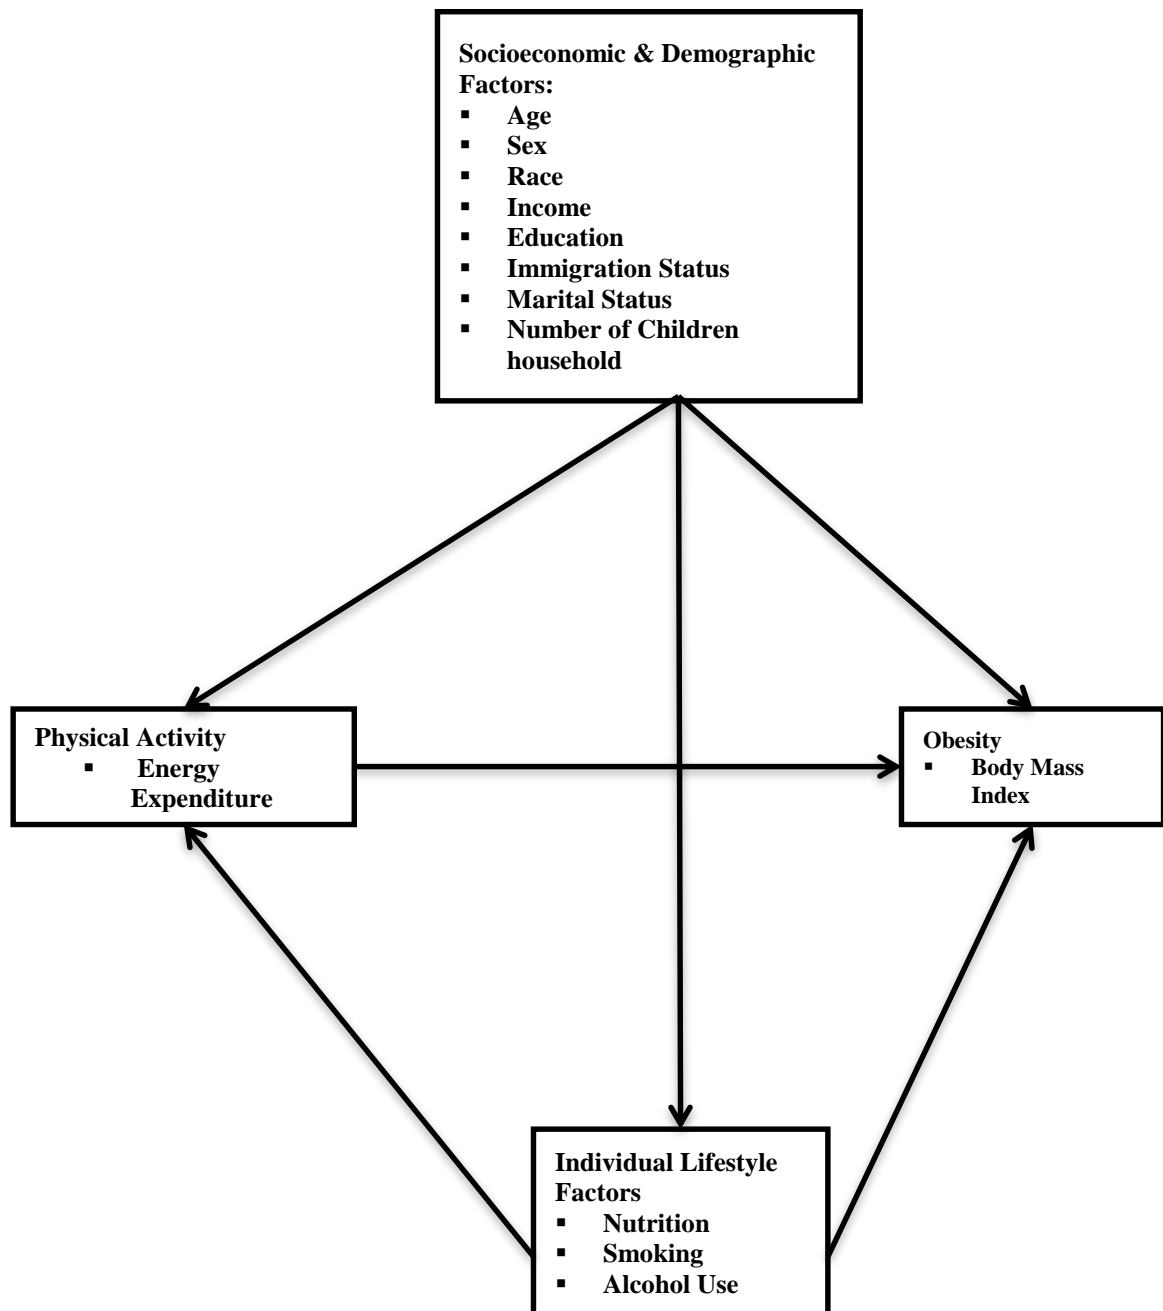 Socioeconomic & Demographic
Factors:
▪ Age
▪ Sex
▪ Race
▪ Income
▪ Education
▪ Immigration Status
▪ Marital Status
▪ Number of Children
household
Physical Activity
▪ Energy
Expenditure
Obesity
▪ Body Mass
Index
Individual Lifestyle
Factors
▪ Nutrition
▪ Smoking
▪ Alcohol Use